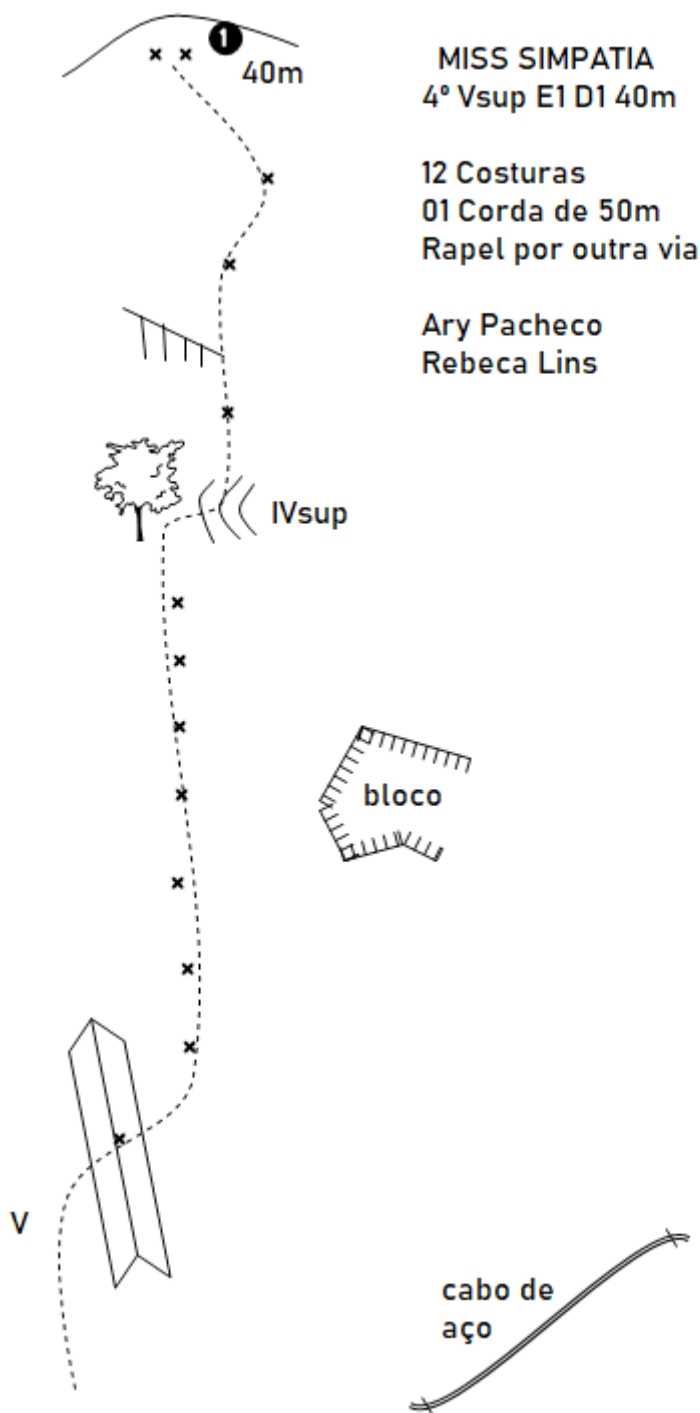 1
40m
MISS SIMPATIA
4º Vsup E1 D1 40m
12 Costuras
01 Corda de 50m
Rapel por outra via
Ary Pacheco
Rebeca Lins
IVsup
bloco
V
cabo de
aço